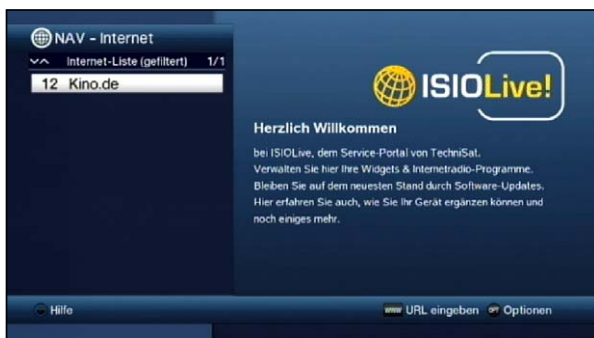 NAV - Internet
Internet-Liste (gefiltert) 1/1
12 Kino.de
ISIOLive!
Herzlich Willkommen
bei ISIOLive, dem Service-Portal von TechniSat.
Verwalten Sie hier Ihre Widgets & Internetradio-Programme.
Bleiben Sie auf dem neuesten Stand durch Software-Updates.
Hier erfahren Sie auch, wie Sie Ihr Gerät ergänzen können und
noch einiges mehr.
Hilfe
www URL eingeben OPT Optionen